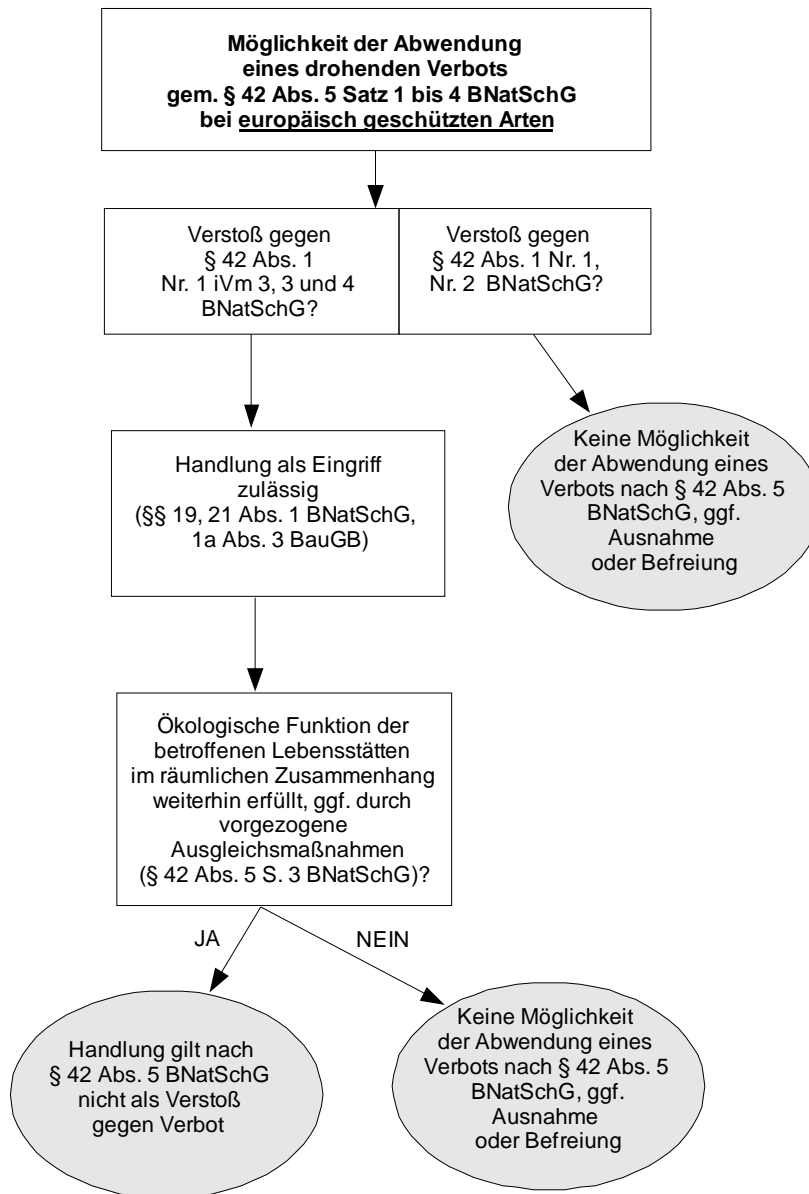 Möglichkeit der Abwendung
eines drohenden Verbots
gem. § 42 Abs. 5 Satz 1 bis 4 BNatSchG
bei europäisch geschützten Arten
Verstoß gegen
§ 42 Abs. 1
Nr. 1 iVm 3, 3 und 4
BNatSchG?
Verstoß gegen
§ 42 Abs. 1 Nr. 1,
Nr. 2 BNatSchG?
Keine Möglichkeit
der Abwendung eines
Verbots nach § 42 Abs. 5
BNatSchG, ggf.
Ausnahme
oder Befreiung
Handlung als Eingriff
zulässig
(§§ 19, 21 Abs. 1 BNatSchG,
1a Abs. 3 BauGB)
Ökologische Funktion der
betroffenen Lebensstätten
im räumlichen Zusammenhang
weiterhin erfüllt, ggf. durch
vorgezogene
Ausgleichsmaßnahmen
(§ 42 Abs. 5 S. 3 BNatSchG)?
JA
NEIN
Handlung gilt nach
§ 42 Abs. 5 BNatSchG
nicht als Verstoß
gegen Verbot
Keine Möglichkeit
der Abwendung eines
Verbots nach § 42 Abs. 5
BNatSchG, ggf.
Ausnahme
oder Befreiung